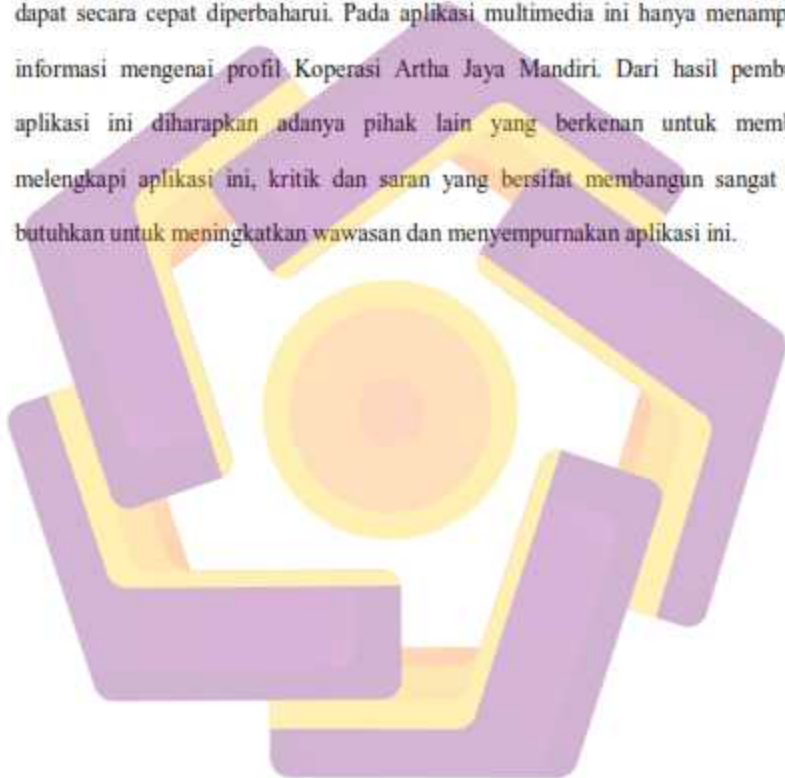 dapat secara cepat diperbaharui. Pada aplikasi multimedia ini hanya menamp
informasi mengenai profil Koperasi Artha Jaya Mandiri. Dari hasil pemb
aplikasi ini diharapkan adanya pihak lain yang berkenan untuk mem
melengkapi aplikasi ini, kritik dan saran yang bersifat membangun sangat
butuhkan untuk meningkatkan wawasan dan menyempurnakan aplikasi ini.